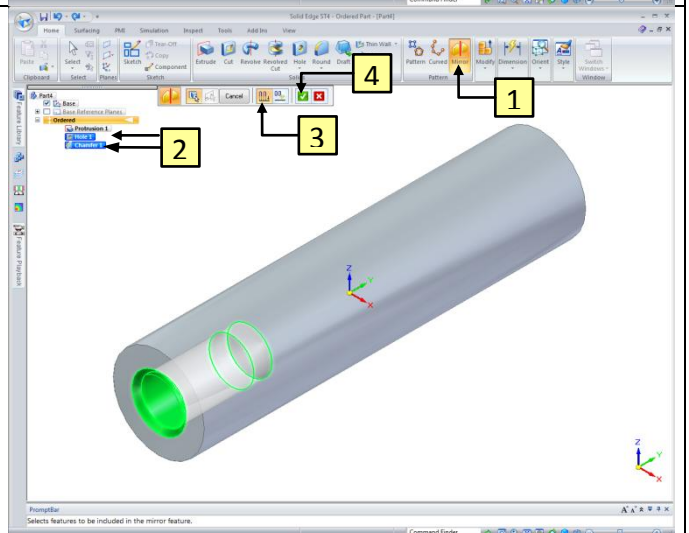 Command Finder
Solid Edge ST4 - Ordered Part - [Part4]
Home Surfacing PMI Simulation Inspect Tools Add Ins View
Paste Select Sketch Tear-Off Copy Component Extrude Cut Revolve Revolved Cut Hole Round Draft Thin Wall Pattern Curved Mirror Modify Dimension Orient Style Switch Windows
Clipboard Select Planes Sketch Pattern Window
4
1
3
2
Cancel
Part4
Base
Base Reference Planes
Ordered
Protrusion 1
Hole 1
Chamfer 1
Feature Library
Feature Playback
Z
Y
X
Z
Y
X
PromptBar
Selects features to be included in the mirror feature.
Command Finder